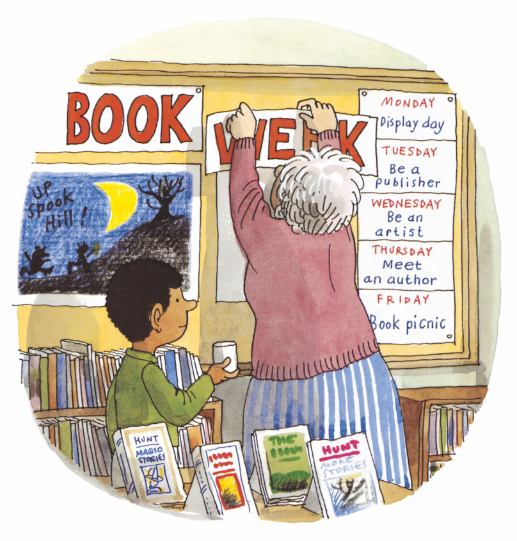 BOOK
WEEK
up
spook
Hill!
MONDAY
Display day
TUESDAY
Be a
publisher
WEDNESDAY
Be an
artist
THURSDAY
Meet
an author
FRIDAY
Book picnic
HUNT
MAGIC
STORIES
THE
HUNT
MORE
STORIES